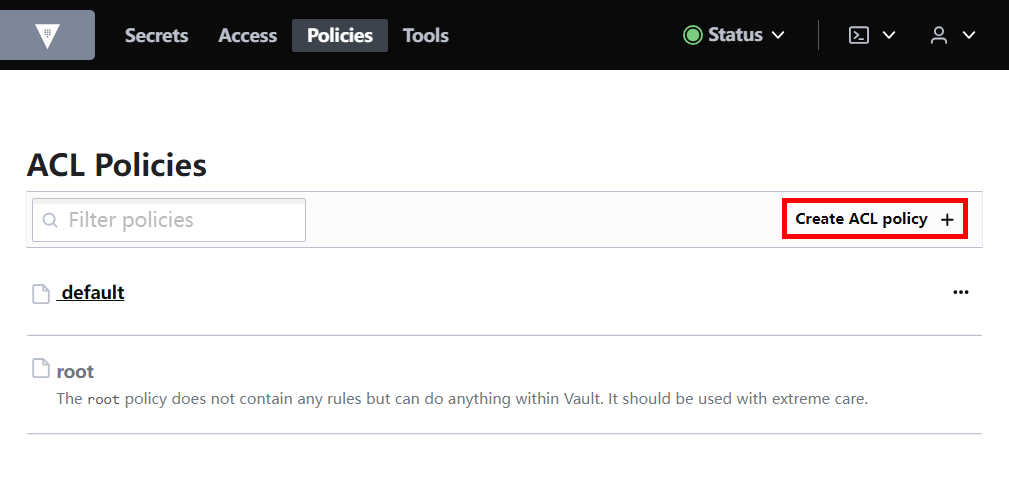 Secrets Access Policies Tools Status
ACL Policies
Filter policies Create ACL policy +
default
root
The root policy does not contain any rules but can do anything within Vault. It should be used with extreme care.